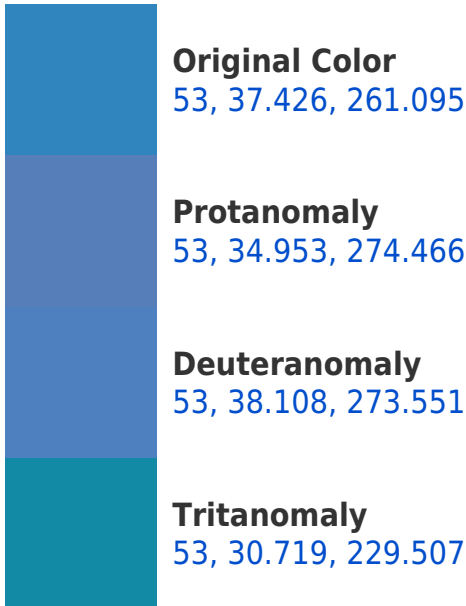 Original Color
53, 37.426, 261.095
Protanomaly
53, 34.953, 274.466
Deuteranomaly
53, 38.108, 273.551
Tritanomaly
53, 30.719, 229.507